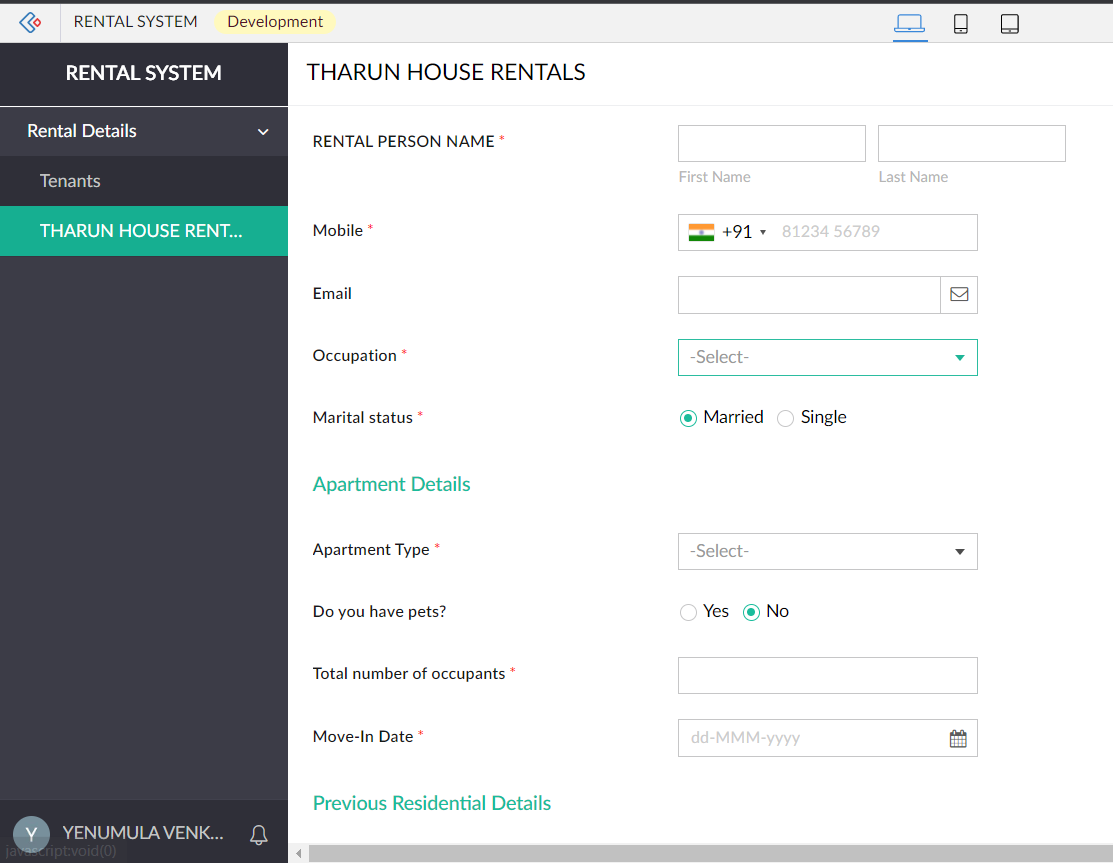 RENTAL SYSTEM Development
RENTAL SYSTEM
THARUN HOUSE RENTALS
Rental Details
Tenants
THARUN HOUSE RENT...
RENTAL PERSON NAME *
First Name Last Name
Mobile * +91 81234 56789
Email
Occupation * -Select-
Marital status * Married Single
Apartment Details
Apartment Type * -Select-
Do you have pets? Yes No
Total number of occupants *
Move-In Date * dd-MMM-yyyy
Previous Residential Details
Y YENUMULA VENK...
javascript:void(0)